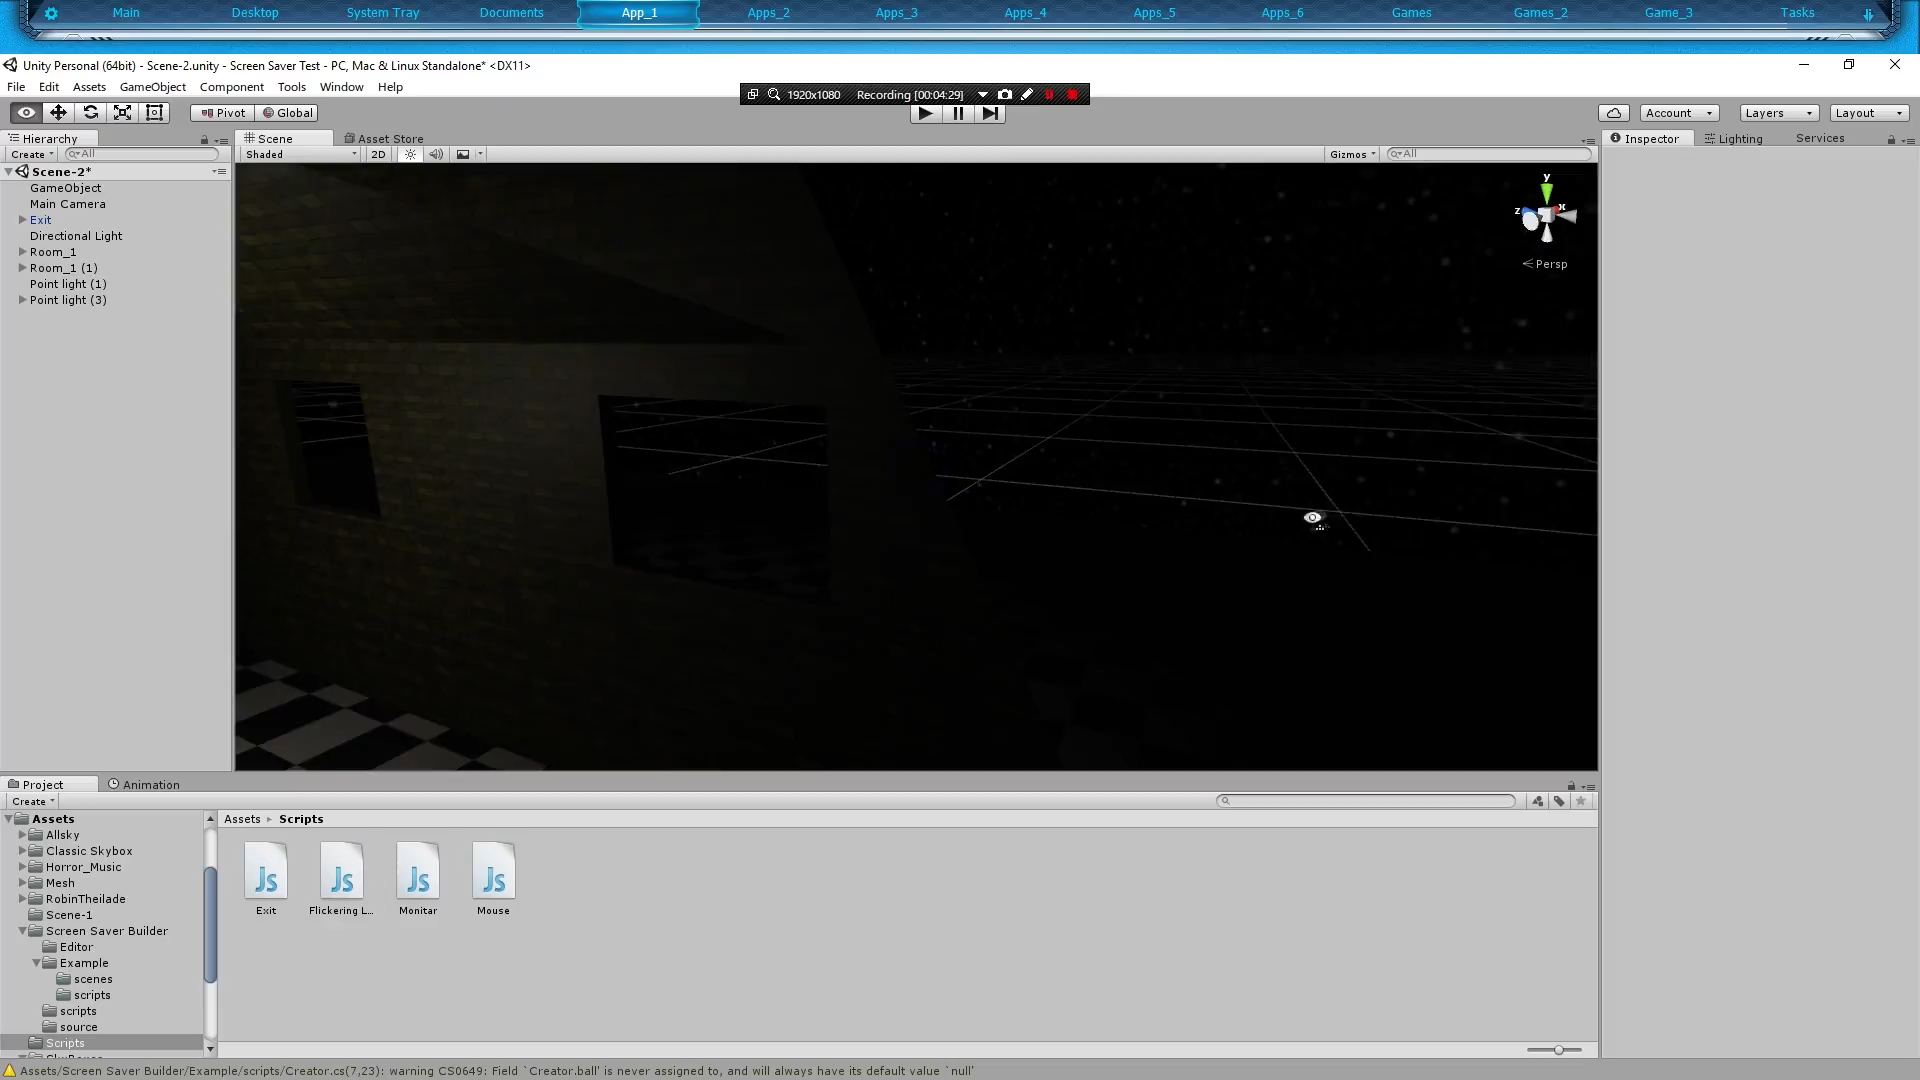 Main Desktop System Tray Documents App_1 Apps_2 Apps_3 Apps_4 Apps_5 Apps_6 Games Games_2 Game_3 Tasks
Unity Personal (64bit) - Scene-2.unity - Screen Saver Test - PC, Mac & Linux Standalone* <DX11>
File Edit Assets GameObject Component Tools Window Help
1920x1080 Recording [00:04:29]
Pivot Global Account Layers Layout
Hierarchy Scene Asset Store Inspector Lighting Services
Create All Shaded 2D Gizmos All
Scene-2*
GameObject
Main Camera
Exit
Directional Light
Room_1
Room_1 (1)
Point light (1)
Point light (3)
y
z x
Persp
Project Animation
Create
Assets
Allsky
Classic Skybox
Horror_Music
Mesh
RobinTheilade
Scene-1
Screen Saver Builder
Editor
Example
scenes
scripts
scripts
source
Scripts
Assets Scripts
Js Js Js Js
Exit Flickering L... Monitar Mouse
Assets/Screen Saver Builder/Example/scripts/Creator.cs(7,23): warning CS0649: Field `Creator.ball' is never assigned to, and will always have its default value `null'